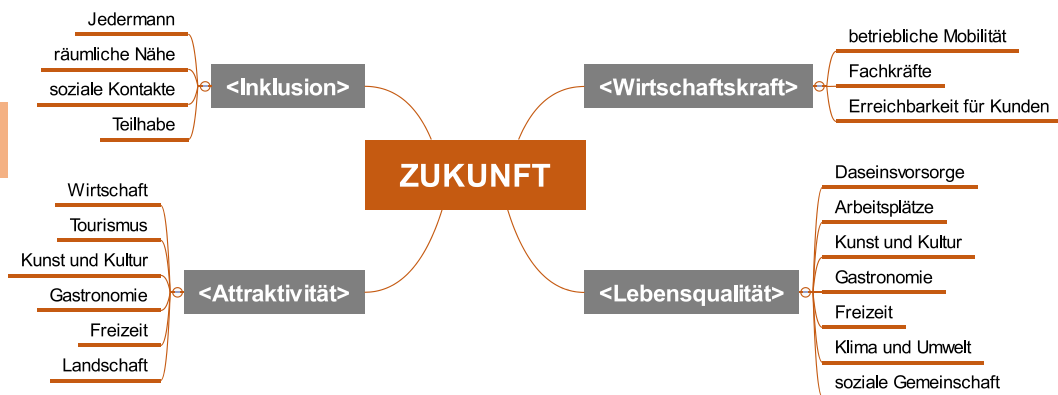 ZUKUNFT
<Inklusion>
Jedermann
räumliche Nähe
soziale Kontakte
Teilhabe
<Attraktivität>
Wirtschaft
Tourismus
Kunst und Kultur
Gastronomie
Freizeit
Landschaft
<Wirtschaftskraft>
betriebliche Mobilität
Fachkräfte
Erreichbarkeit für Kunden
<Lebensqualität>
Daseinsvorsorge
Arbeitsplätze
Kunst und Kultur
Gastronomie
Freizeit
Klima und Umwelt
soziale Gemeinschaft